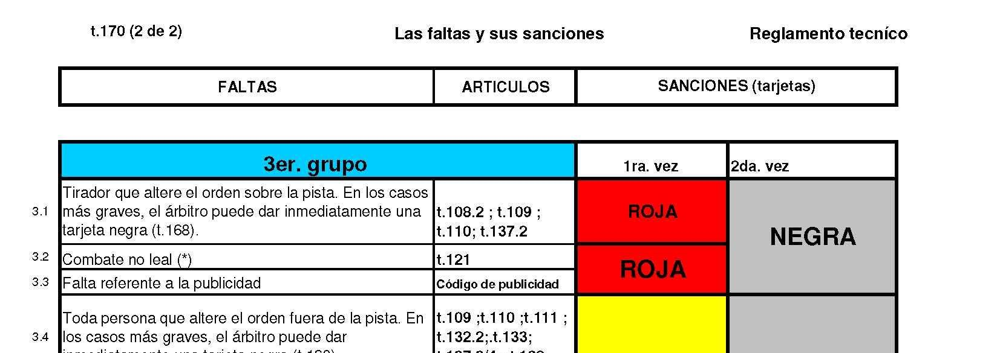 t.170 (2 de 2) Las faltas y sus sanciones Reglamento tecníco
FALTAS ARTICULOS SANCIONES (tarjetas)
3er. grupo 1ra. vez 2da. vez
3.1 Tirador que altere el orden sobre la pista. En los casos
más graves, el árbitro puede dar inmediatamente una
tarjeta negra (t.168).
t.108.2 ; t.109 ;
t.110; t.137.2
ROJA
NEGRA
3.2 Combate no leal (*) t.121
ROJA
3.3 Falta referente a la publicidad Código de publicidad
3.4 Toda persona que altere el orden fuera de la pista. En
los casos más graves, el árbitro puede dar
t.109 ;t.110 ;t.111 ;
t.132.2;.t.133;